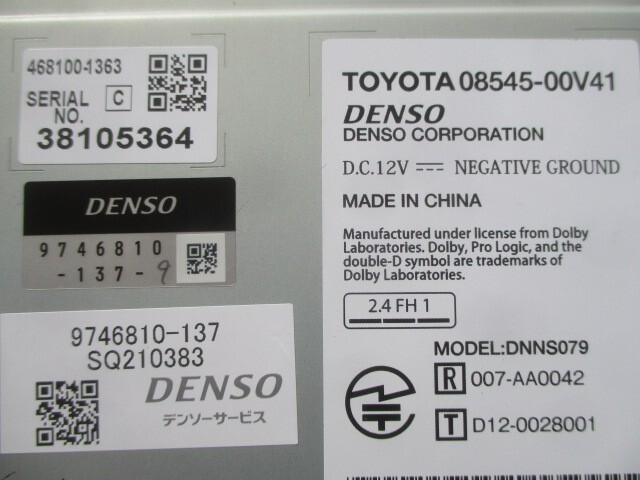 468100-1363
SERIAL NO.
C
38105364
DENSO
9746810
-137-9
9746810-137
SQ210383
DENSO
デンソーサービス
TOYOTA 08545-00V41
DENSO
DENSO CORPORATION
D.C.12V NEGATIVE GROUND
MADE IN CHINA
Manufactured under license from Dolby
Laboratories. Dolby, Pro Logic, and the
double-D symbol are trademarks of
Dolby Laboratories.
2.4 FH 1
MODEL:DNNS079
R 007-AA0042
T D12-0028001